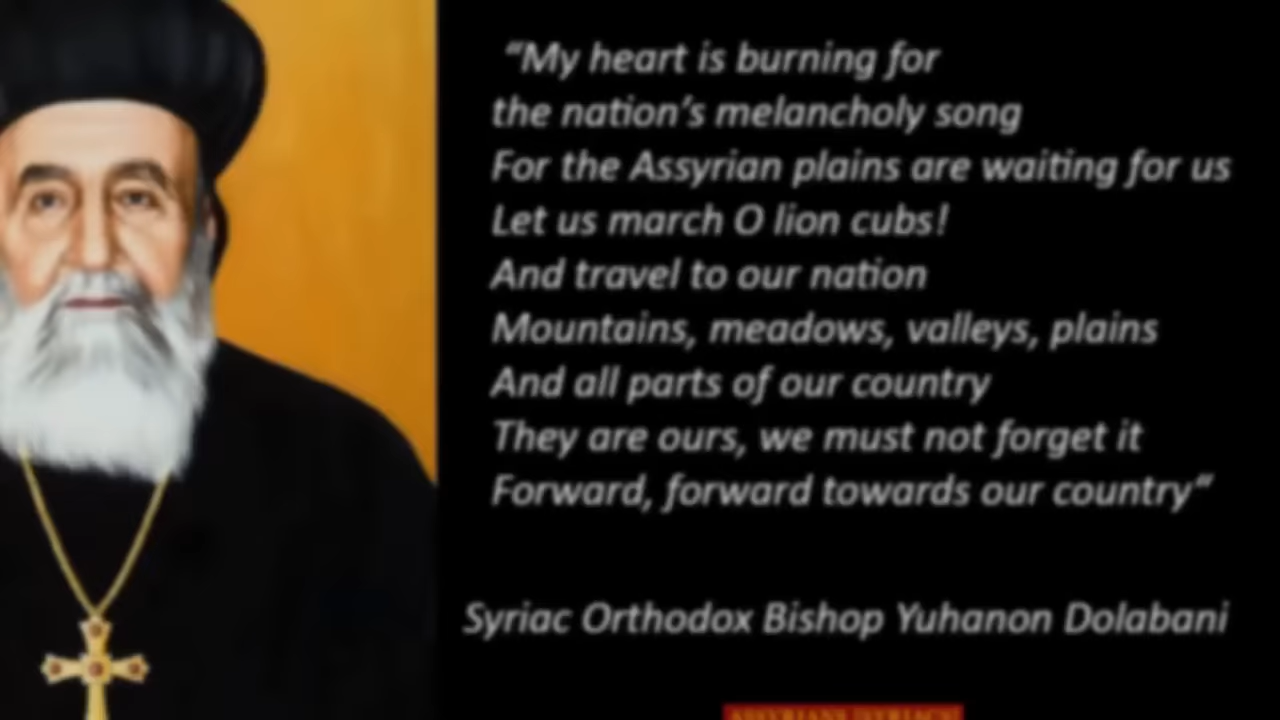 “My heart is burning for
the nation’s melancholy song
For the Assyrian plains are waiting for us
Let us march O lion cubs!
And travel to our nation
Mountains, meadows, valleys, plains
And all parts of our country
They are ours, we must not forget it
Forward, forward towards our country“
Syriac Orthodox Bishop Yuhanon Dolabani